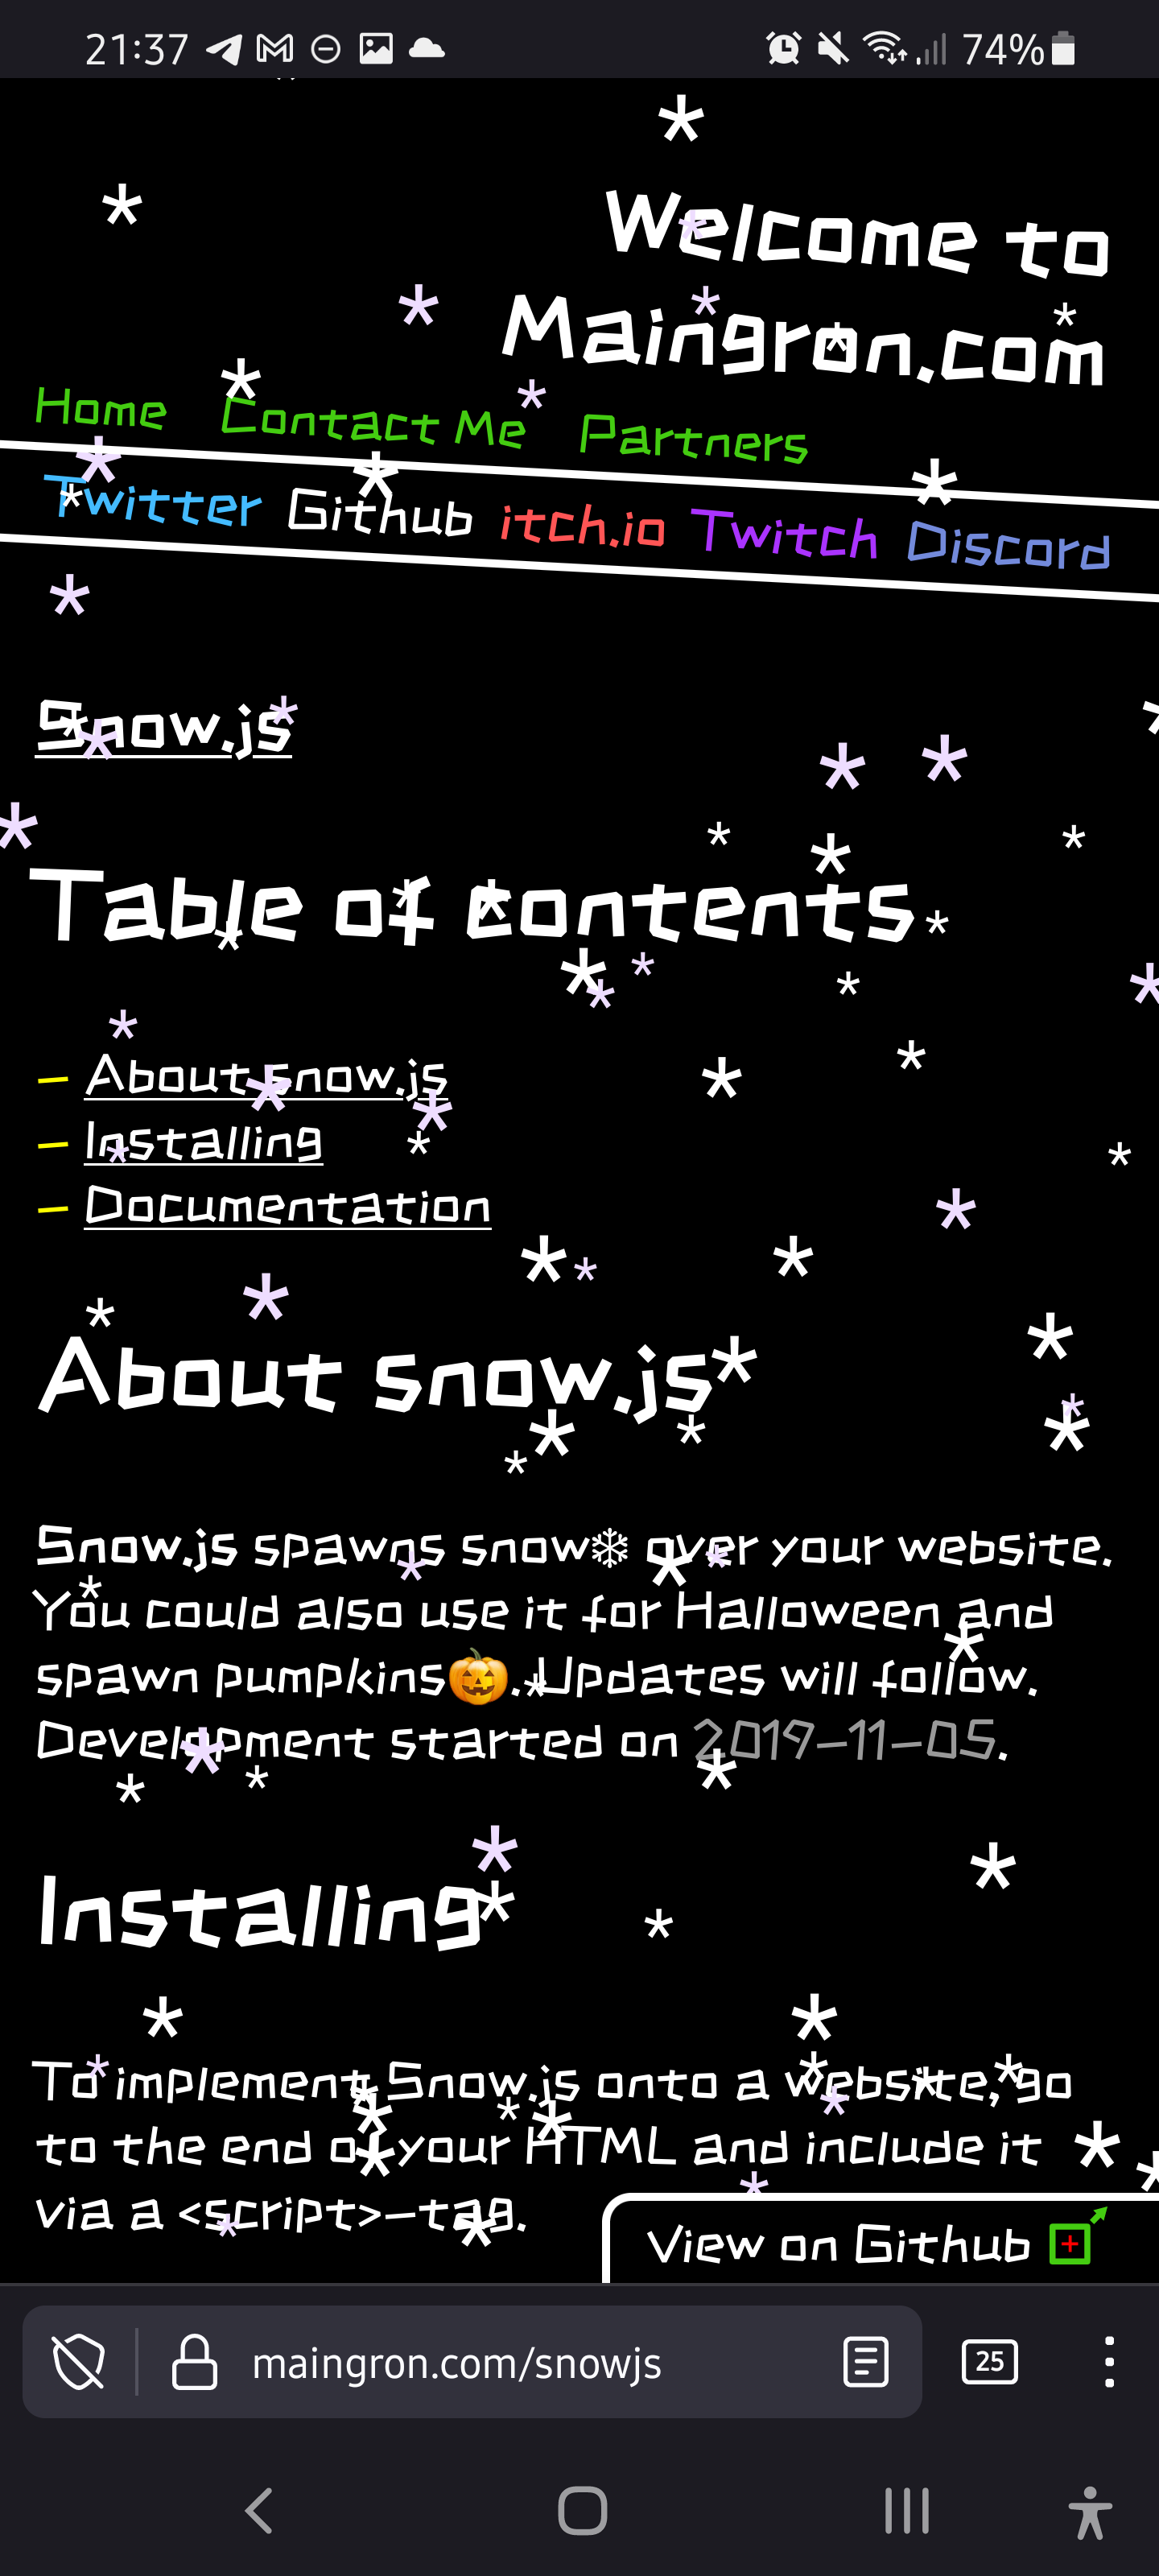 21:37 74%
Welcome to
Maingron.com
Home Contact Me Partners
Twitter Github itch.io Twitch Discord
Snow.js
Table of contents
– About snow.js
– Installing
– Documentation
About snow.js
Snow.js spawns snow❄ over your website.
You could also use it for Halloween and
spawn pumpkins🎃. Updates will follow.
Development started on 2019-11-05.
Installing
To implement Snow.js onto a website, go
to the end of your HTML and include it
via a <script>-tag.
View on Github
maingron.com/snowjs 25